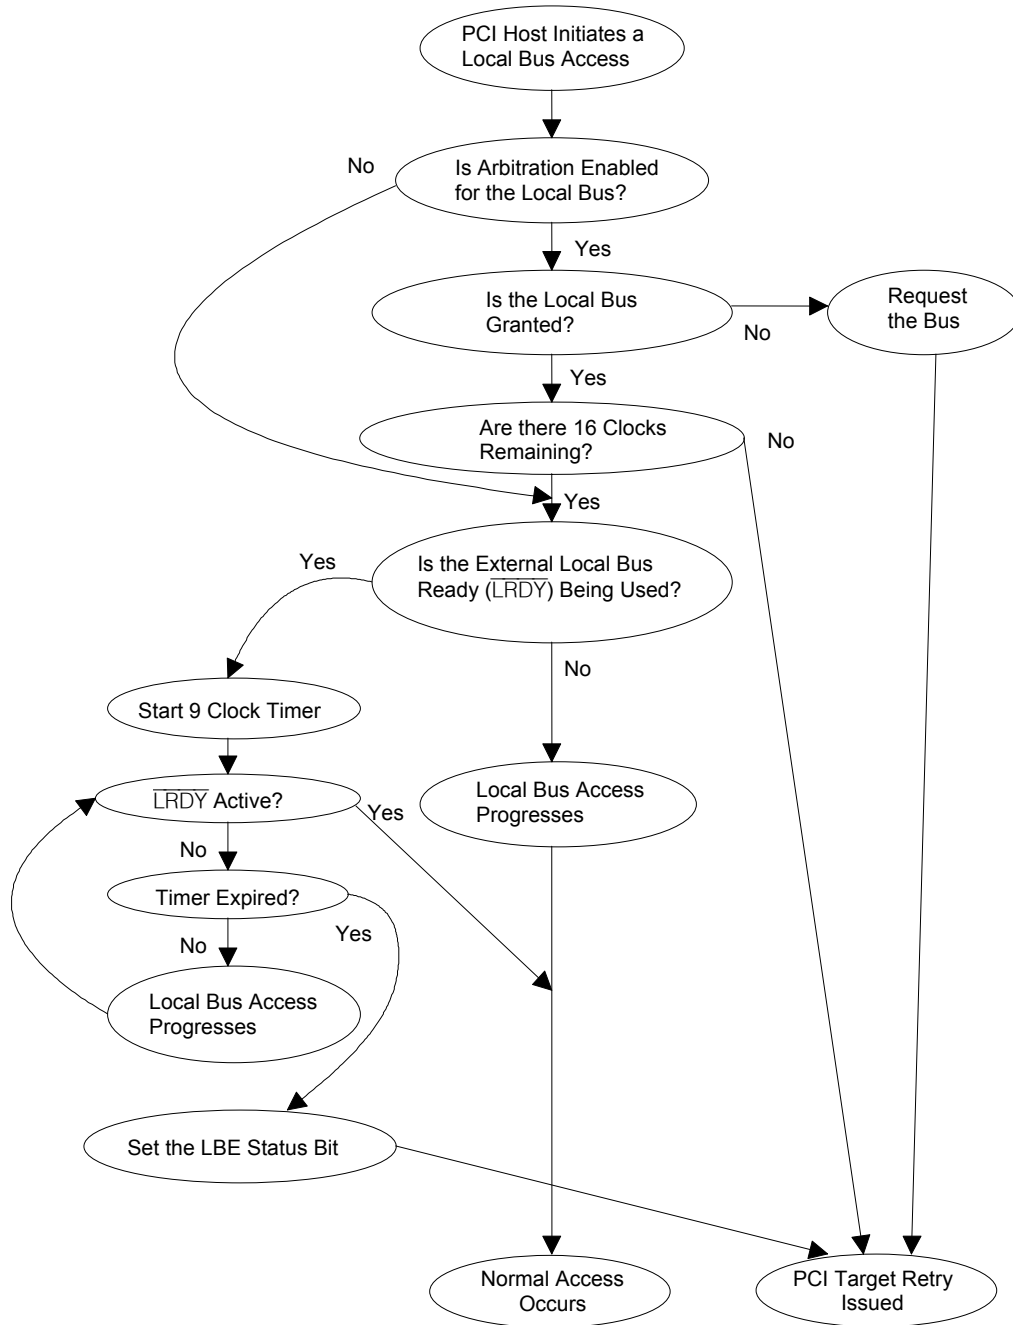 PCI Host Initiates a
Local Bus Access
No
Is Arbitration Enabled
for the Local Bus?
Yes
Is the Local Bus
Granted?
No
Request
the Bus
Yes
Are there 16 Clocks
Remaining?
No
Yes
Is the External Local Bus
Ready (L̅R̅D̅Y̅) Being Used?
Yes
No
Start 9 Clock Timer
L̅R̅D̅Y̅ Active?
Yes
Local Bus Access
Progresses
No
Timer Expired?
Yes
No
Local Bus Access
Progresses
Set the LBE Status Bit
Normal Access
Occurs
PCI Target Retry
Issued